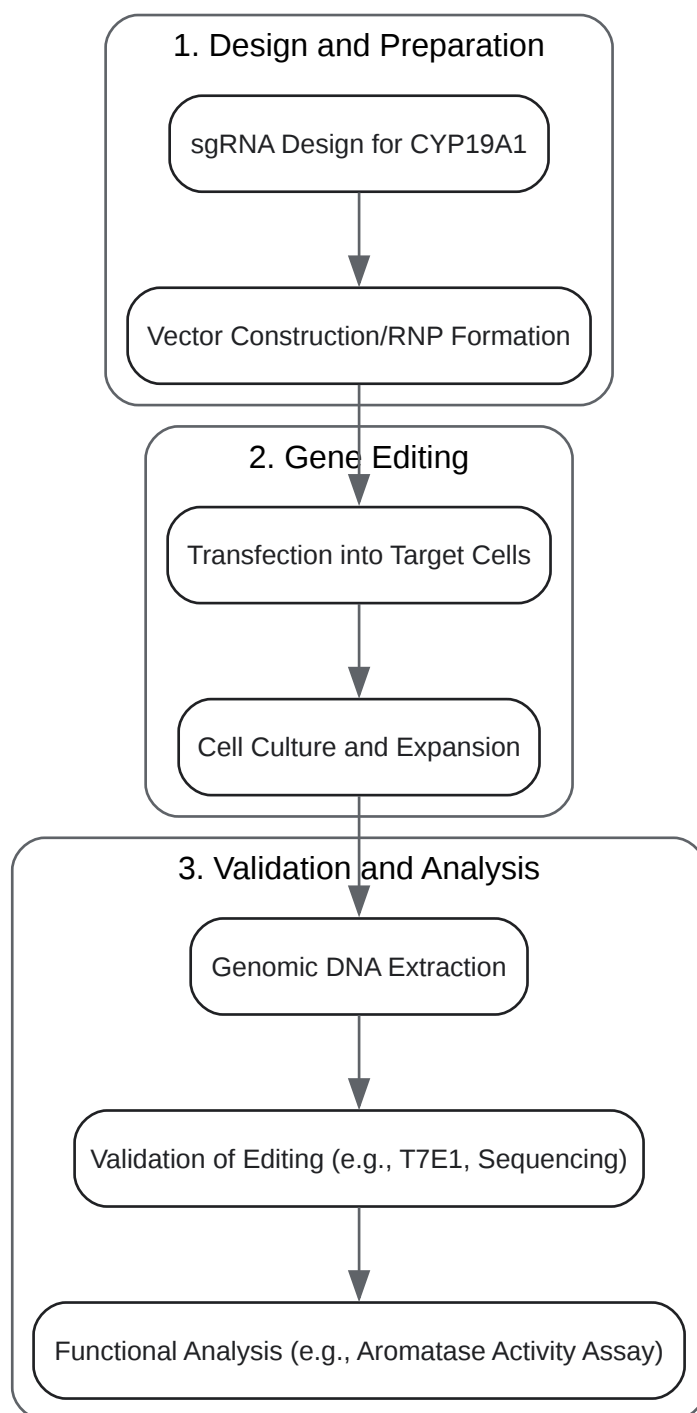 1. Design and Preparation
sgRNA Design for CYP19A1
Vector Construction/RNP Formation
2. Gene Editing
Transfection into Target Cells
Cell Culture and Expansion
3. Validation and Analysis
Genomic DNA Extraction
Validation of Editing (e.g., T7E1, Sequencing)
Functional Analysis (e.g., Aromatase Activity Assay)